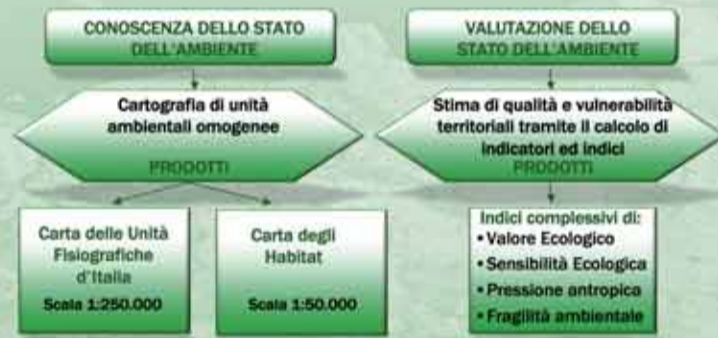 CONOSCENZA DELLO STATO
DELL'AMBIENTE
Cartografia di unità
ambientali omogenee
PRODOTTI
Carta delle Unità
Fisiografiche
d'Italia
Scala 1:250.000
Carta degli
Habitat
Scala 1:50.000
VALUTAZIONE DELLO
STATO DELL'AMBIENTE
Stima di qualità e vulnerabilità
territoriali tramite il calcolo di
indicatori ed indici
PRODOTTI
Indici complessivi di:
• Valore Ecologico
• Sensibilità Ecologica
• Pressione antropica
• Fragilità ambientale